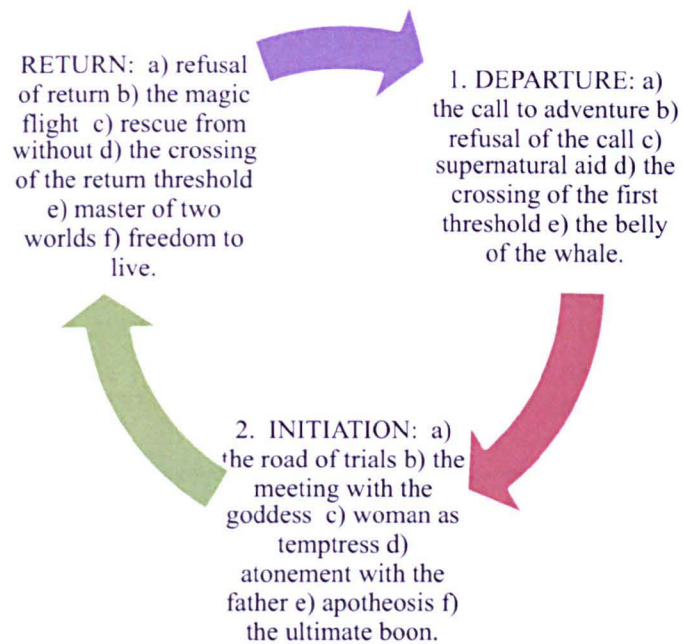 RETURN: a) refusal
of return b) the magic
flight c) rescue from
without d) the crossing
of the return threshold
e) master of two
worlds f) freedom to
live.
1. DEPARTURE: a)
the call to adventure b)
refusal of the call c)
supernatural aid d) the
crossing of the first
threshold e) the belly
of the whale.
2. INITIATION: a)
the road of trials b) the
meeting with the
goddess c) woman as
temptress d)
atonement with the
father e) apotheosis f)
the ultimate boon.